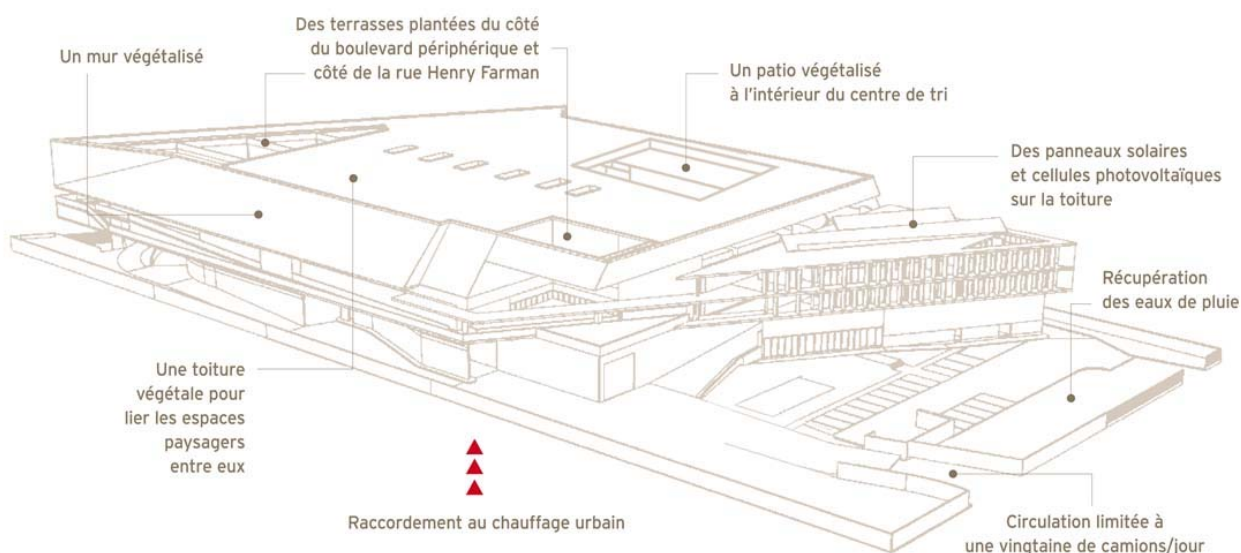 Un mur végétalisé
Des terrasses plantées du côté
du boulevard périphérique et
côté de la rue Henry Farman
Un patio végétalisé
à l'intérieur du centre de tri
Des panneaux solaires
et cellules photovoltaïques
sur la toiture
Récupération
des eaux de pluie
Une toiture
végétale pour
lier les espaces
paysagers
entre eux
Raccordement au chauffage urbain
Circulation limitée à
une vingtaine de camions/jour